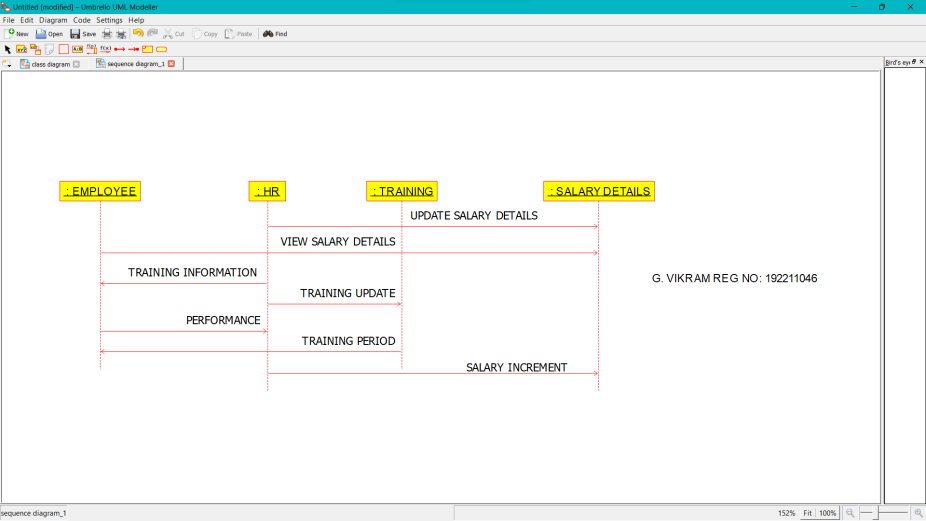 Untitled [modified] – Umbrello UML Modeller
File Edit Diagram Code Settings Help
New Open Save Cut Copy Paste Find
class diagram sequence diagram_1
Bird's eye
: EMPLOYEE : HR : TRAINING : SALARY DETAILS
UPDATE SALARY DETAILS
VIEW SALARY DETAILS
TRAINING INFORMATION
G. VIKRAM REG NO: 192211046
TRAINING UPDATE
PERFORMANCE
TRAINING PERIOD
SALARY INCREMENT
sequence diagram_1 152% Fit 100%